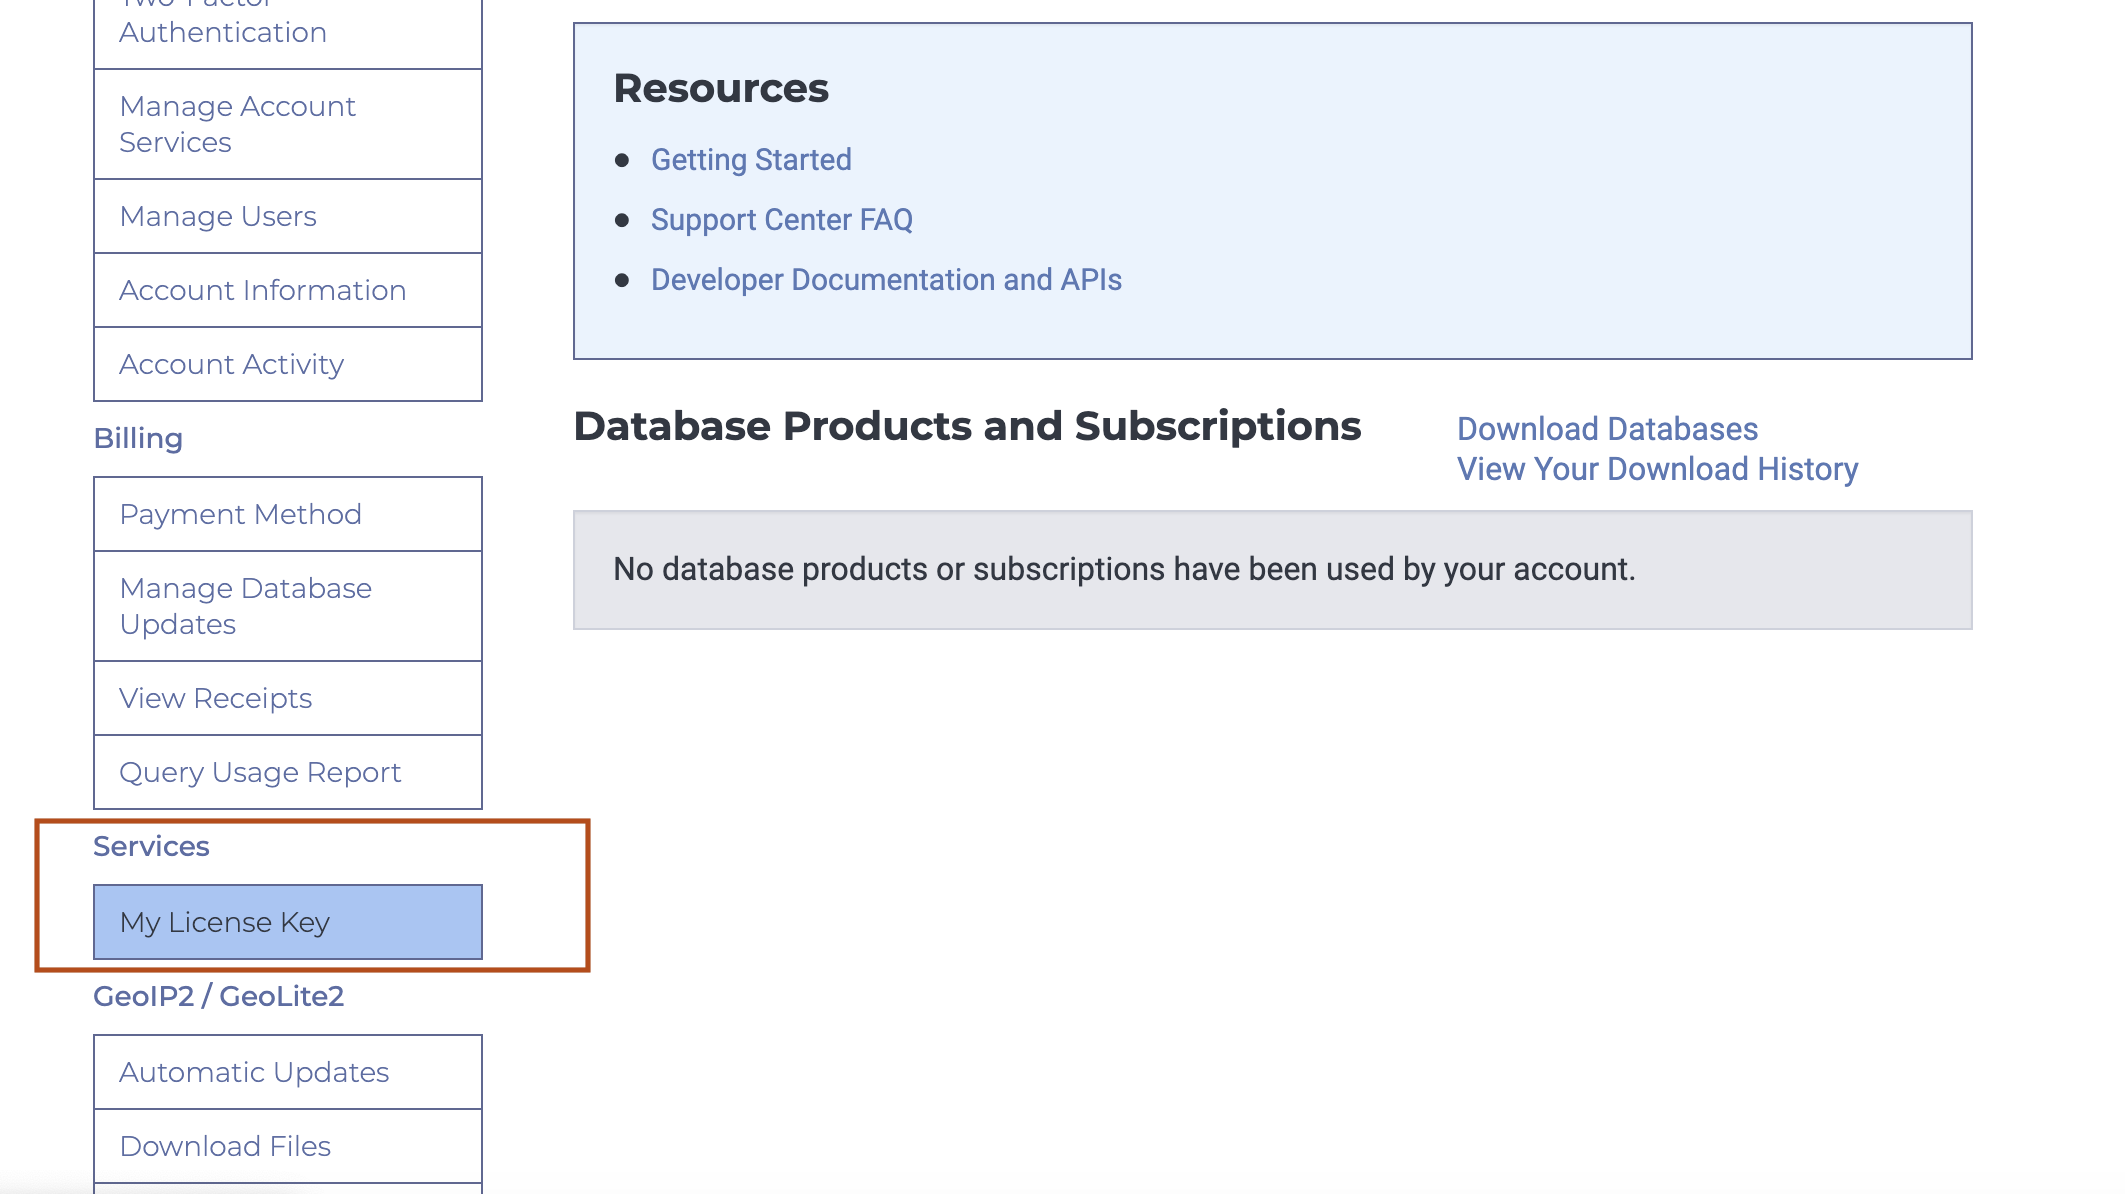 Two-Factor
Authentication
Manage Account
Services
Manage Users
Account Information
Account Activity
Billing
Payment Method
Manage Database
Updates
View Receipts
Query Usage Report
Services
My License Key
GeoIP2 / GeoLite2
Automatic Updates
Download Files
Resources
Getting Started
Support Center FAQ
Developer Documentation and APIs
Database Products and Subscriptions
Download Databases
View Your Download History
No database products or subscriptions have been used by your account.